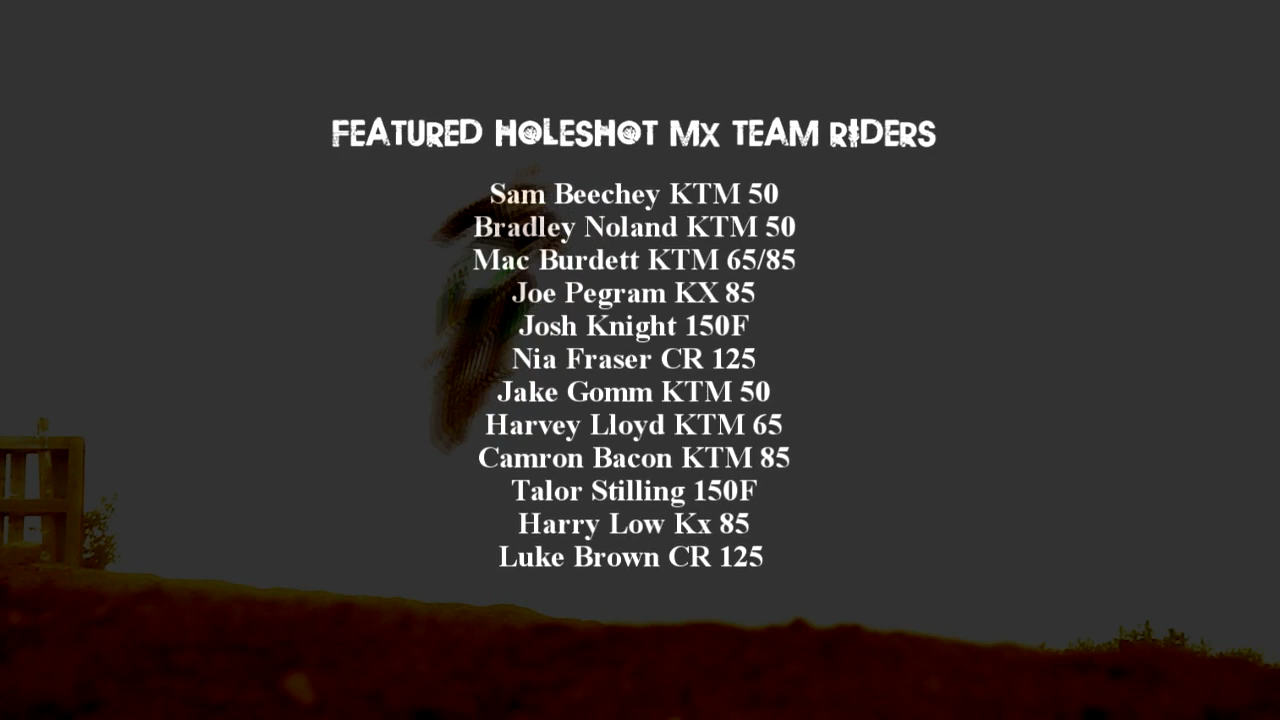 FEATURED HOLESHOT MX TEAM RIDERS
Sam Beechey KTM 50
Bradley Noland KTM 50
Mac Burdett KTM 65/85
Joe Pegram KX 85
Josh Knight 150F
Nia Fraser CR 125
Jake Gomm KTM 50
Harvey Lloyd KTM 65
Camron Bacon KTM 85
Talor Stilling 150F
Harry Low Kx 85
Luke Brown CR 125